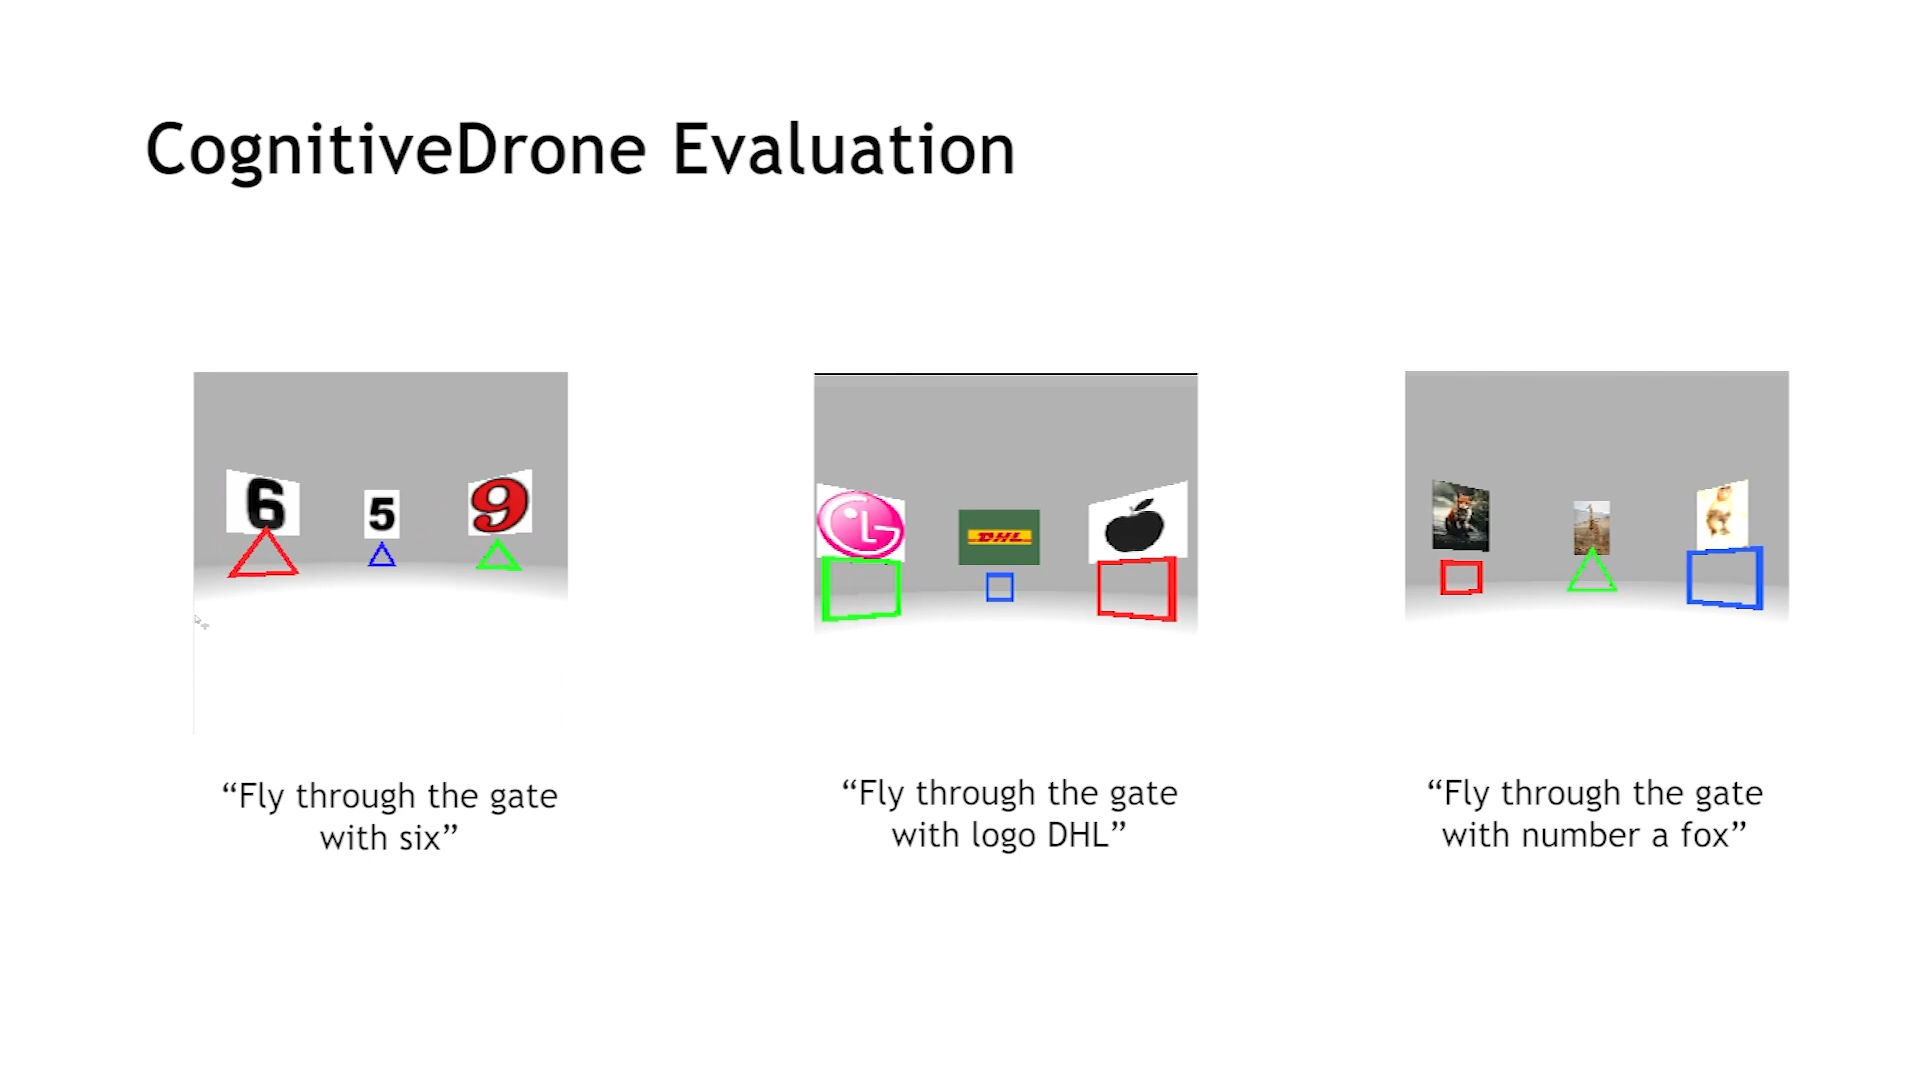 CognitiveDrone Evaluation
6
5
9
LG
DHL
“Fly through the gate
with six”
“Fly through the gate
with logo DHL”
“Fly through the gate
with number a fox”